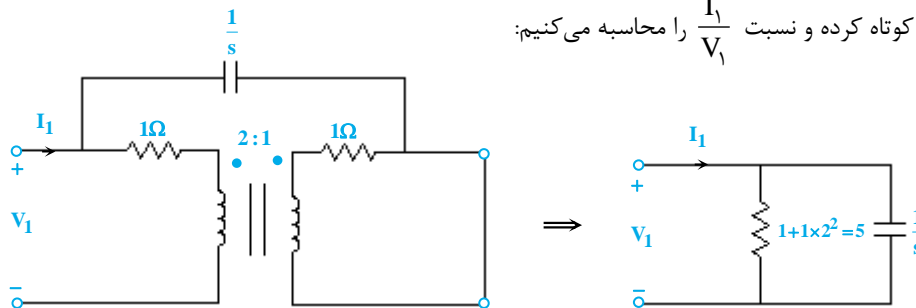 کوتاه کرده و نسبت I₁/V₁ را محاسبه می‌کنیم:
1/s
I₁
1Ω
2:1
1Ω
+
V₁
−
⇒
I₁
+
V₁
−
1+1×2²=5